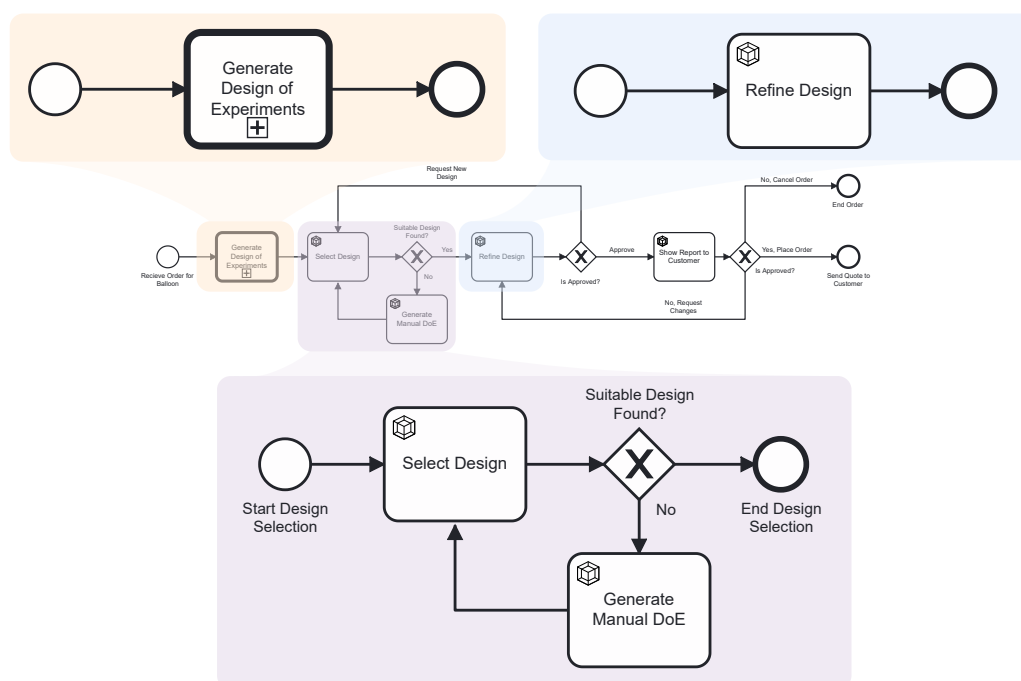 Generate
Design of
Experiments
Refine Design
Request New
Design
No, Cancel Order
End Order
Suitable Design
Found?
Generate
Design of
Experiments
Select Design
X
Yes
Refine Design
X
Approve
Show Report to
Customer
X
Yes, Place Order
Recieve Order for
Balloon
No
Is Approved?
Is Approved?
Send Quote to
Customer
Generate
Manual DoE
No, Request
Changes
Suitable Design
Found?
Select Design
X
Start Design
Selection
No
End Design
Selection
Generate
Manual DoE